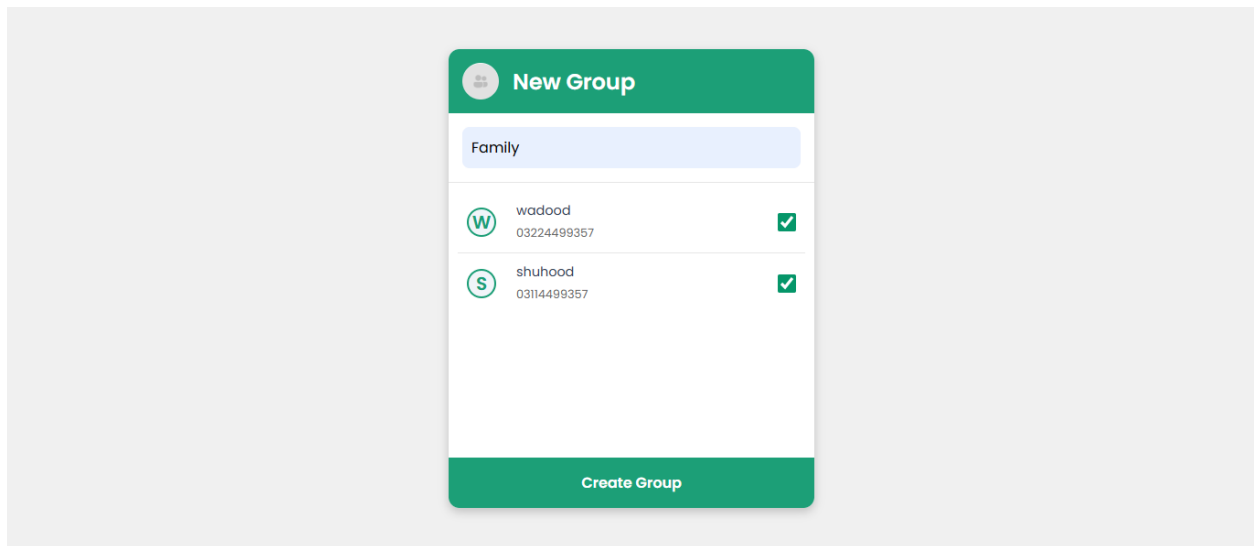 New Group
Family
W
wadood
03224499357
S
shuhood
03114499357
Create Group